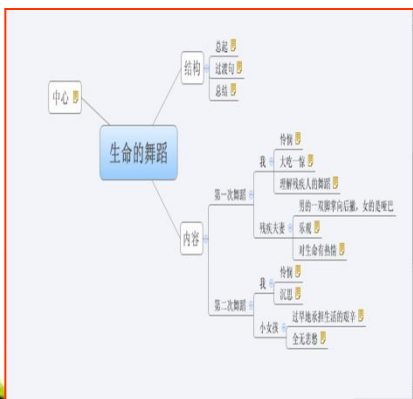 总起
结构
过渡句
总结
中心
生命的舞蹈
怜悯
我
大吃一惊
理解残疾人的舞蹈
第一次舞蹈
男的一双脚掌向后撇，女的是哑巴
残疾夫妻
乐观
对生命有热情
内容
怜悯
我
沉思
第二次舞蹈
过早地承担生活的艰辛
小女孩
全无悲愁